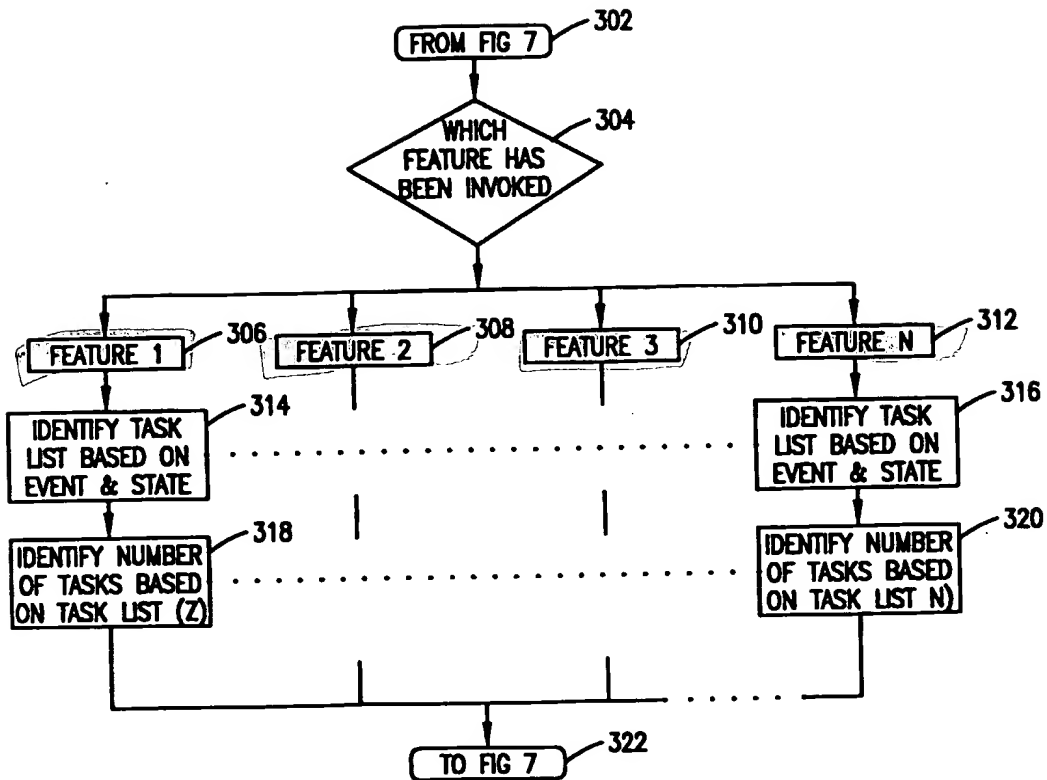 FROM FIG 7
302
WHICH
FEATURE HAS
BEEN INVOKED
304
FEATURE 1
306
FEATURE 2
308
FEATURE 3
310
FEATURE N
312
IDENTIFY TASK
LIST BASED ON
EVENT & STATE
314
IDENTIFY TASK
LIST BASED ON
EVENT & STATE
316
IDENTIFY NUMBER
OF TASKS BASED
ON TASK LIST (Z)
318
IDENTIFY NUMBER
OF TASKS BASED
ON TASK LIST N)
320
TO FIG 7
322